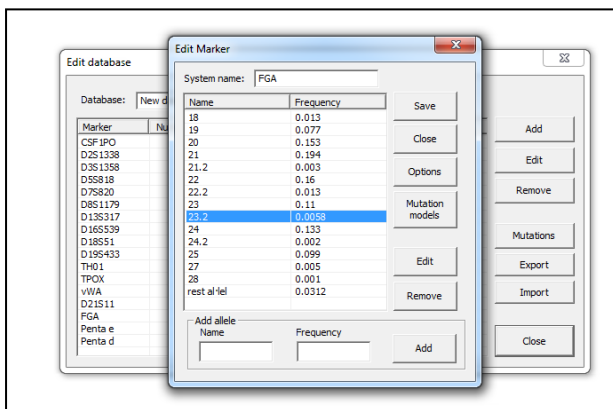 Edit database
Database: New d
Marker Nu
CSF1PO
D2S1338
D3S1358
D5S818
D7S820
D8S1179
D13S317
D16S539
D18S51
D19S433
TH01
TPOX
vWA
D21S11
FGA
Penta e
Penta d
Edit Marker
System name: FGA
Name Frequency
18 0.013
19 0.077
20 0.153
21 0.194
21.2 0.003
22 0.16
22.2 0.013
23 0.11
23.2 0.0058
24 0.133
24.2 0.002
25 0.099
27 0.005
28 0.001
rest allel 0.0312
Save
Close
Options
Mutation
models
Edit
Remove
Add allele
Name Frequency
Add
Add
Edit
Remove
Mutations
Export
Import
Close